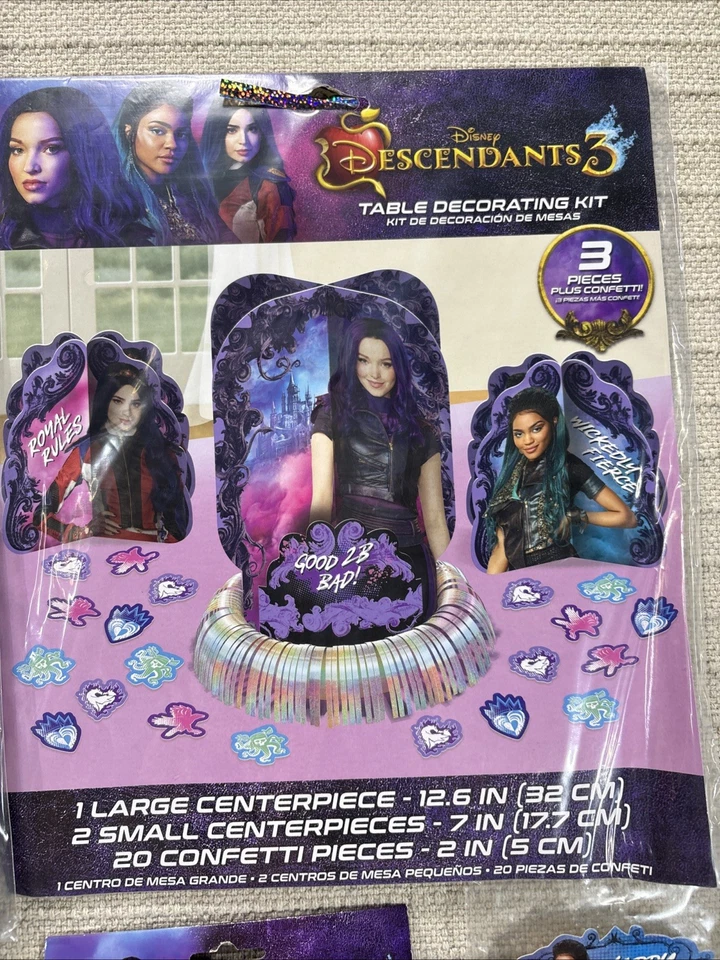 Disney
DESCENDANTS 3
TABLE DECORATING KIT
KIT DE DECORACIÓN DE MESAS
3
PIECES
PLUS CONFETTI!
¡3 PIEZAS MÁS CONFETI!
ROYAL
RULES
WICKEDLY
FIERCE
GOOD 2B
BAD!
1 LARGE CENTERPIECE - 12.6 IN (32 CM)
2 SMALL CENTERPIECES - 7 IN (17.7 CM)
20 CONFETTI PIECES - 2 IN (5 CM)
1 CENTRO DE MESA GRANDE • 2 CENTROS DE MESA PEQUEÑOS • 20 PIEZAS DE CONFETI